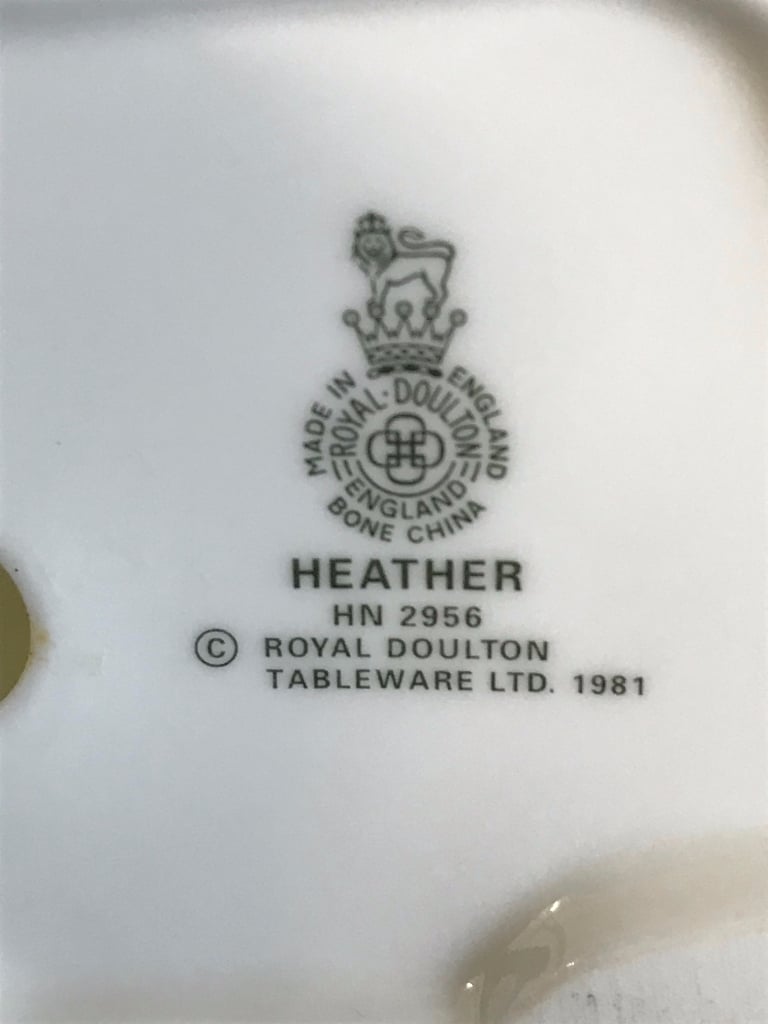 MADE IN ENGLAND
ROYAL·DOULTON
ENGLAND
BONE CHINA
HEATHER
HN 2956
© ROYAL DOULTON
TABLEWARE LTD. 1981